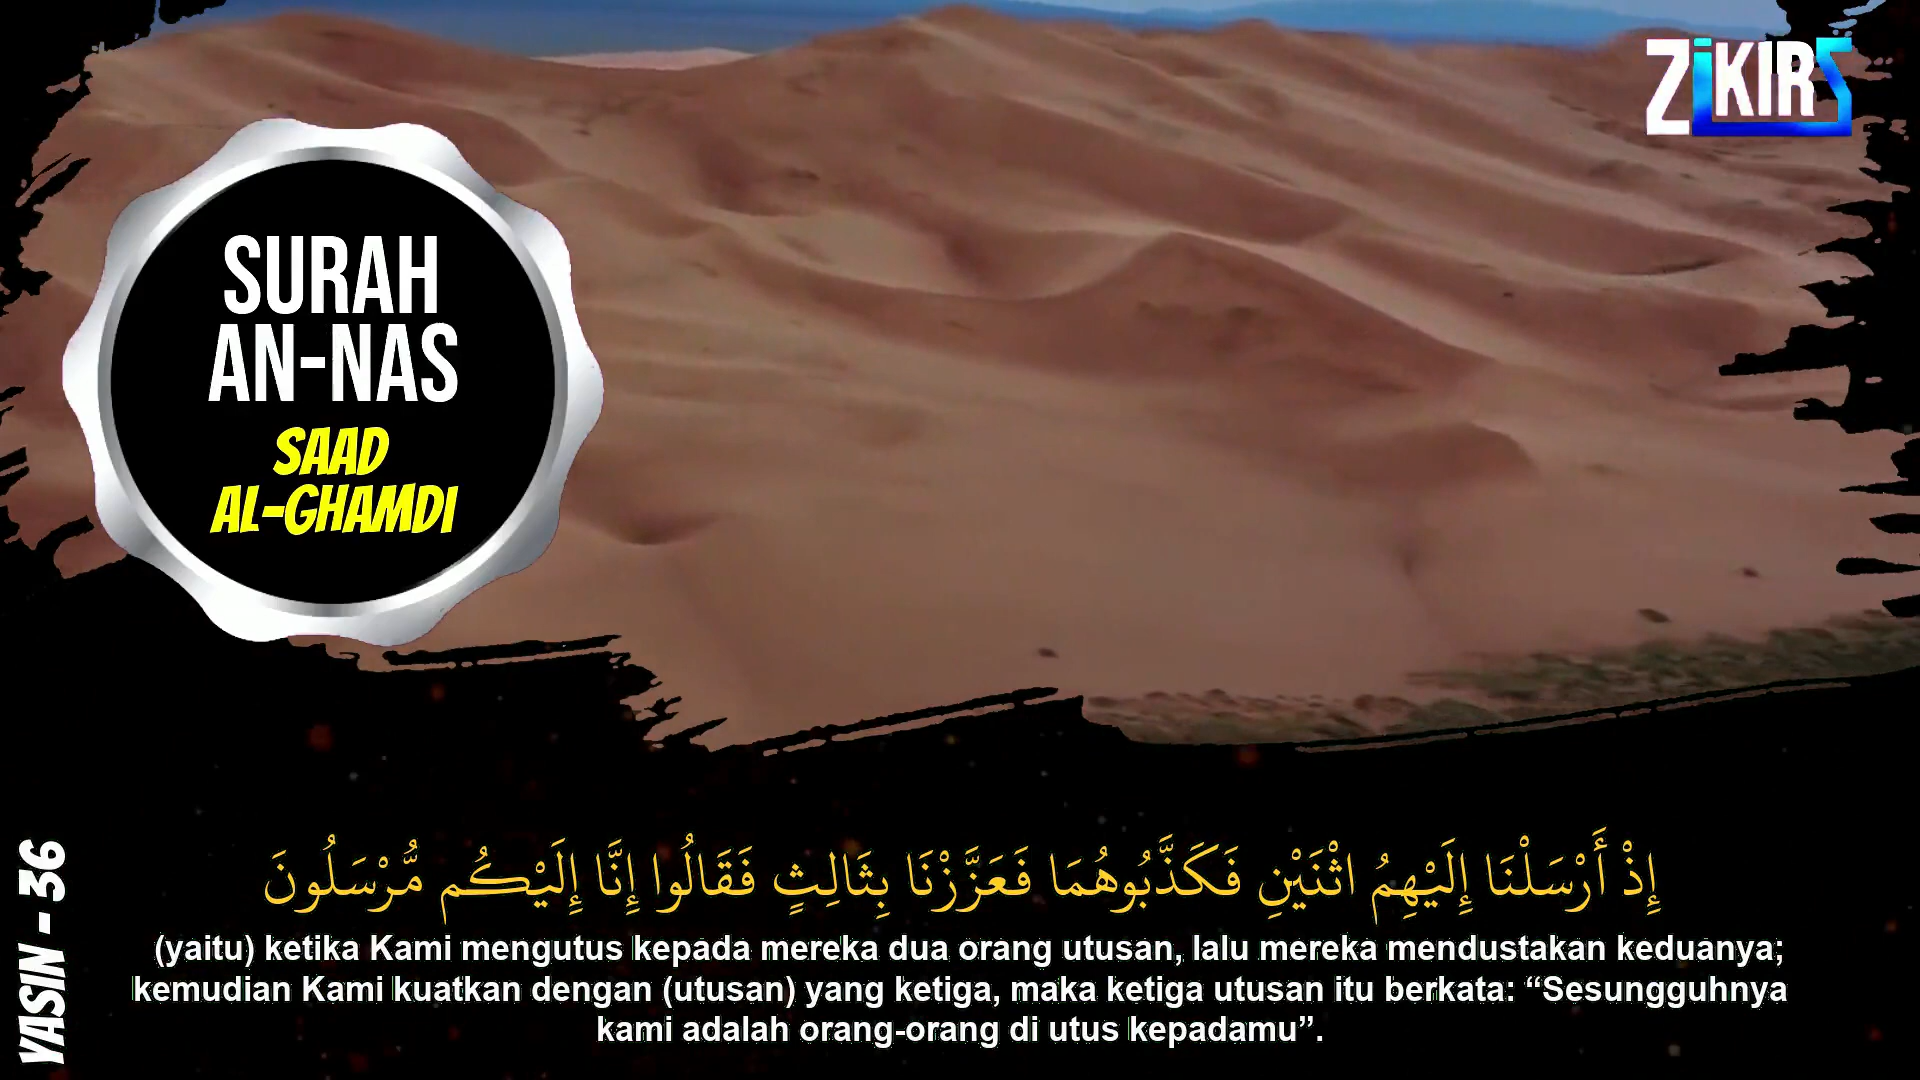 ZiKIRS
SURAH
AN-NAS
SAAD
AL-GHAMDI
YASIN - 36
إِذْ أَرْسَلْنَا إِلَيْهِمُ اثْنَيْنِ فَكَذَّبُوهُمَا فَعَزَّزْنَا بِثَالِثٍ فَقَالُوا إِنَّا إِلَيْكُم مُّرْسَلُونَ
(yaitu) ketika Kami mengutus kepada mereka dua orang utusan, lalu mereka mendustakan keduanya;
kemudian Kami kuatkan dengan (utusan) yang ketiga, maka ketiga utusan itu berkata: “Sesungguhnya
kami adalah orang-orang di utus kepadamu”.